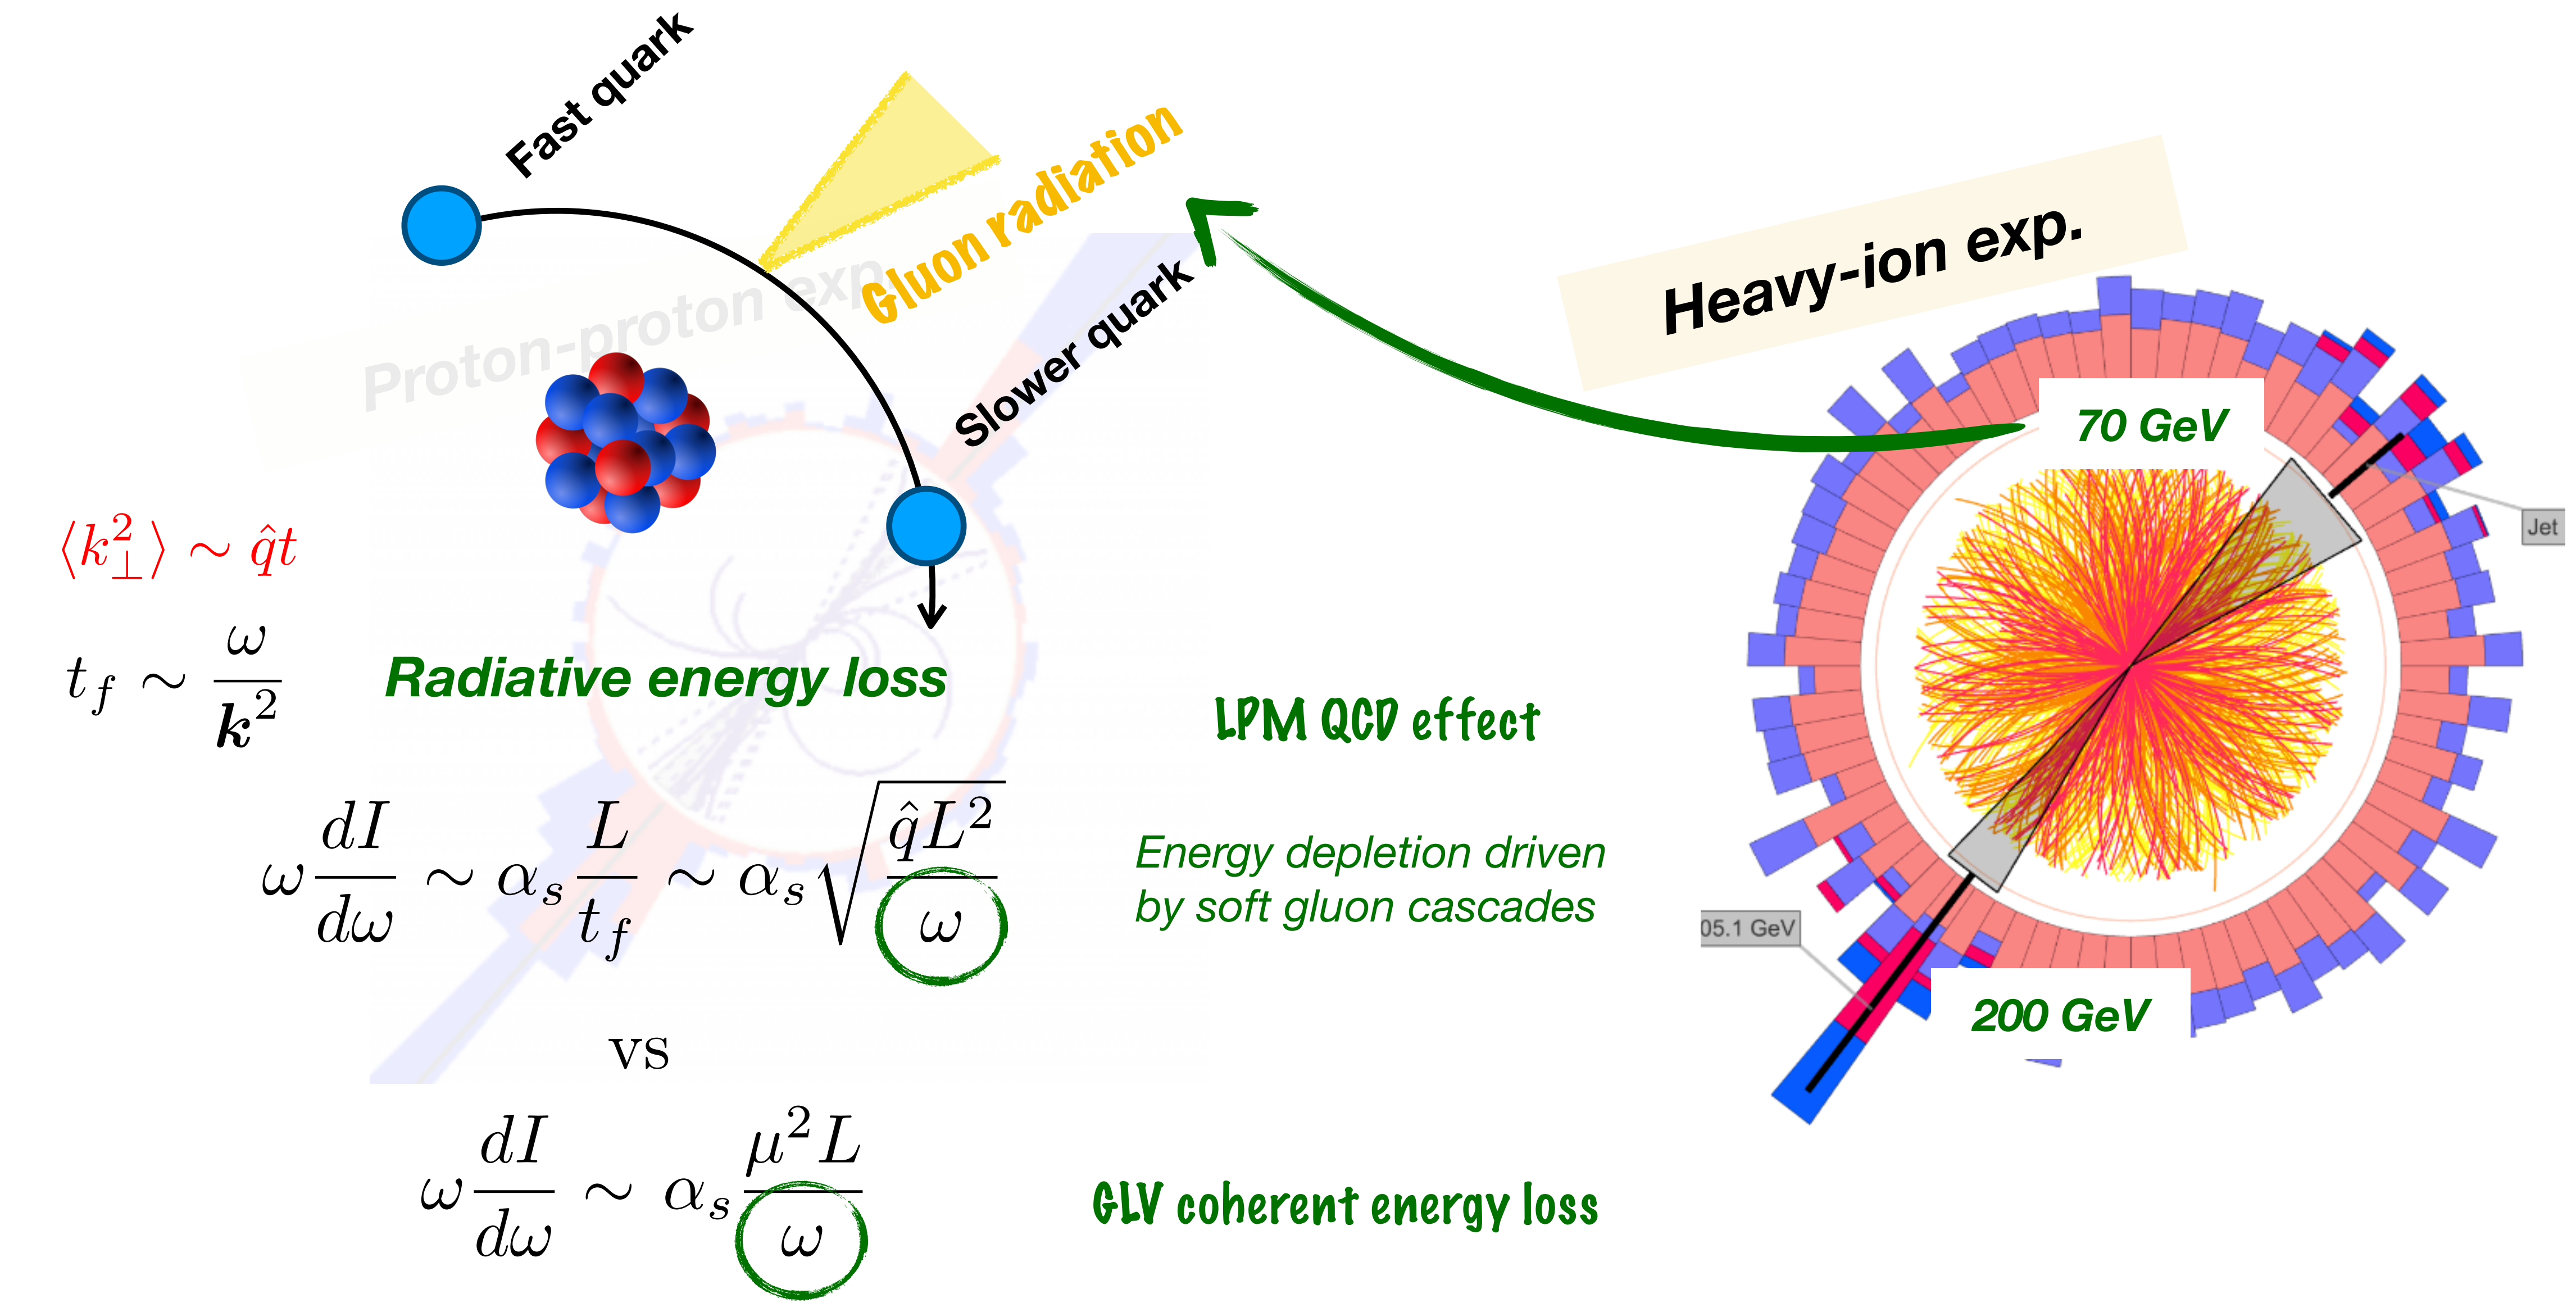 Fast quark
Gluon radiation
Slower quark
Proton-proton exp.
Heavy-ion exp.
70 GeV
Jet
⟨k²⊥⟩ ∼ q̂t
t_f ∼ ω/k²
Radiative energy loss
LPM QCD effect
ω dI/dω ∼ α_s L/t_f ∼ α_s √(q̂L²/ω)
Energy depletion driven
by soft gluon cascades
05.1 GeV
200 GeV
vs
ω dI/dω ∼ α_s μ²L/ω
GLV coherent energy loss